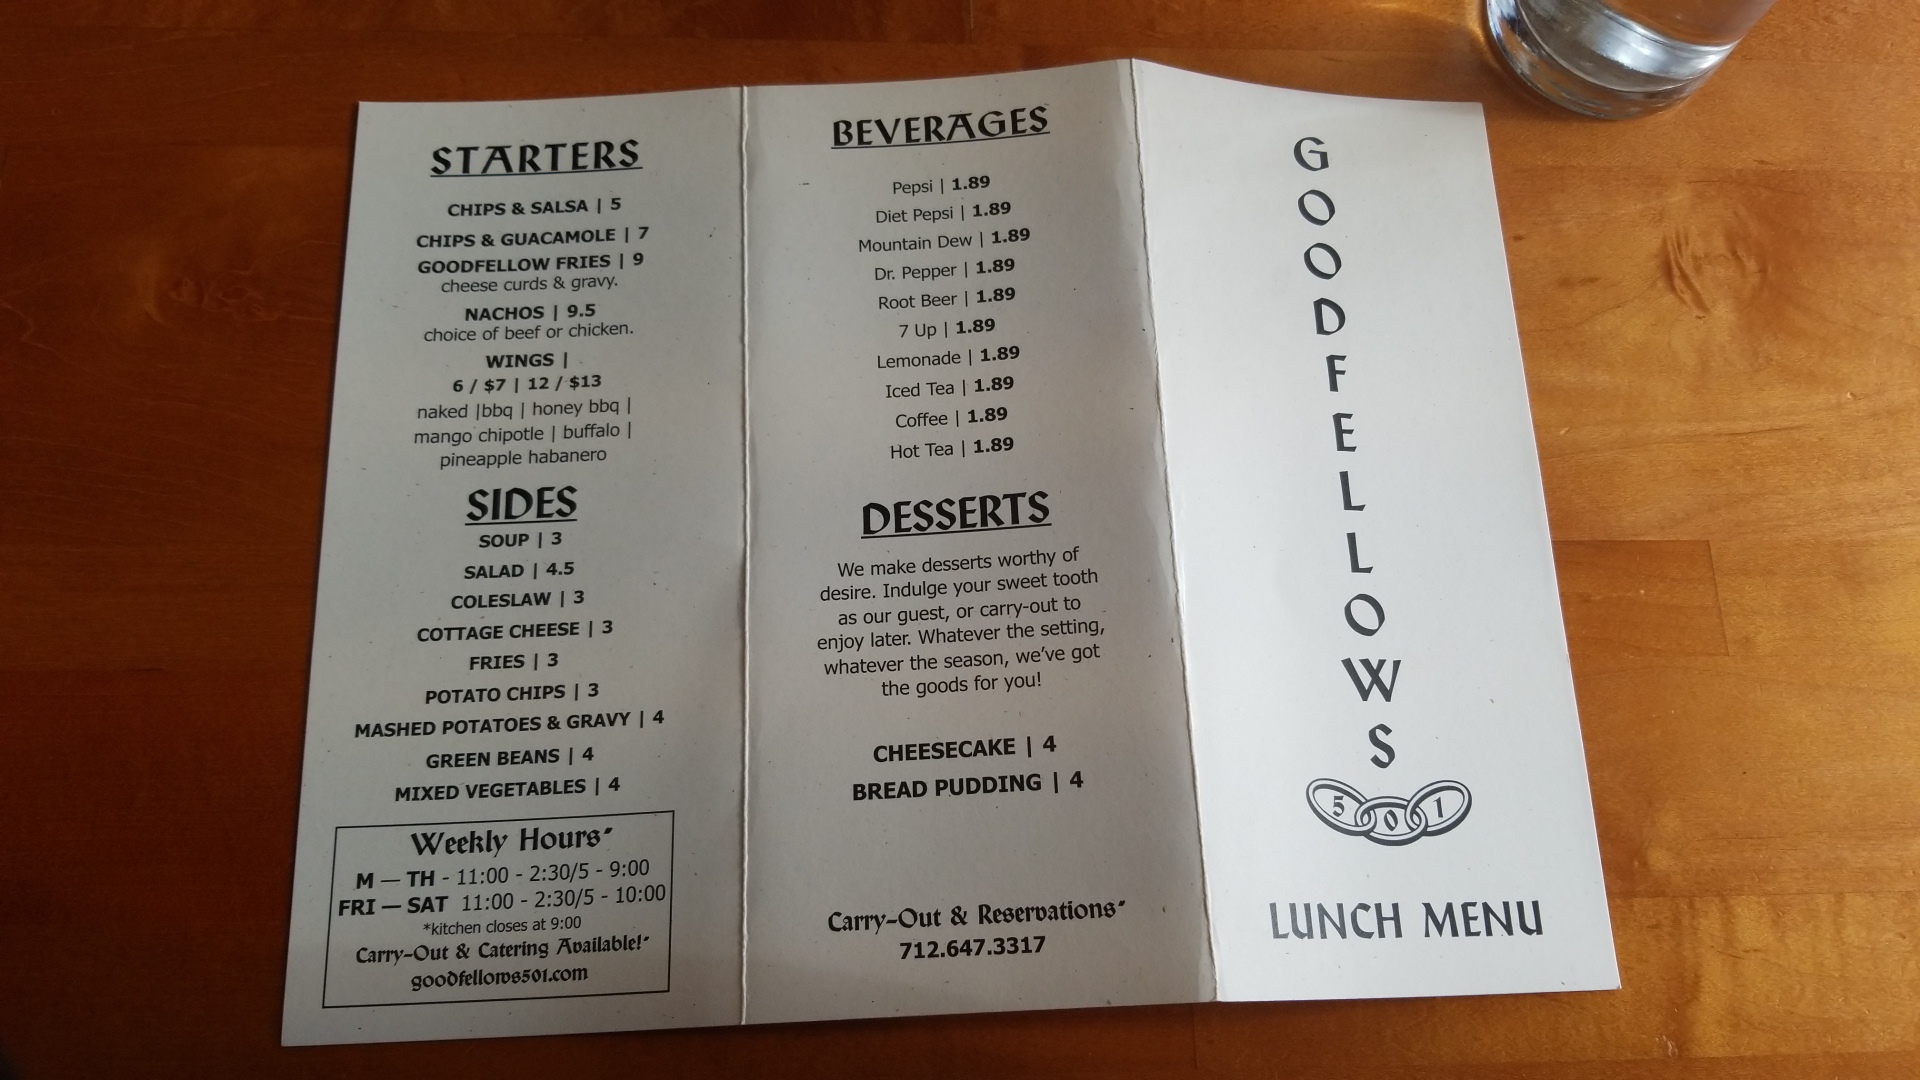 STARTERS
CHIPS & SALSA | 5
CHIPS & GUACAMOLE | 7
GOODFELLOW FRIES | 9
cheese curds & gravy.
NACHOS | 9.5
choice of beef or chicken.
WINGS |
6 / $7 | 12 / $13
naked |bbq | honey bbq |
mango chipotle | buffalo |
pineapple habanero
SIDES
SOUP | 3
SALAD | 4.5
COLESLAW | 3
COTTAGE CHEESE | 3
FRIES | 3
POTATO CHIPS | 3
MASHED POTATOES & GRAVY | 4
GREEN BEANS | 4
MIXED VEGETABLES | 4
Weekly Hours*
M — TH - 11:00 - 2:30/5 - 9:00
FRI — SAT 11:00 - 2:30/5 - 10:00
*kitchen closes at 9:00
Carry-Out & Catering Available!*
goodfellows501.com
BEVERAGES
Pepsi | 1.89
Diet Pepsi | 1.89
Mountain Dew | 1.89
Dr. Pepper | 1.89
Root Beer | 1.89
7 Up | 1.89
Lemonade | 1.89
Iced Tea | 1.89
Coffee | 1.89
Hot Tea | 1.89
DESSERTS
We make desserts worthy of
desire. Indulge your sweet tooth
as our guest, or carry-out to
enjoy later. Whatever the setting,
whatever the season, we've got
the goods for you!
CHEESECAKE | 4
BREAD PUDDING | 4
Carry-Out & Reservations*
712.647.3317
GOODFELLOWS
501
LUNCH MENU